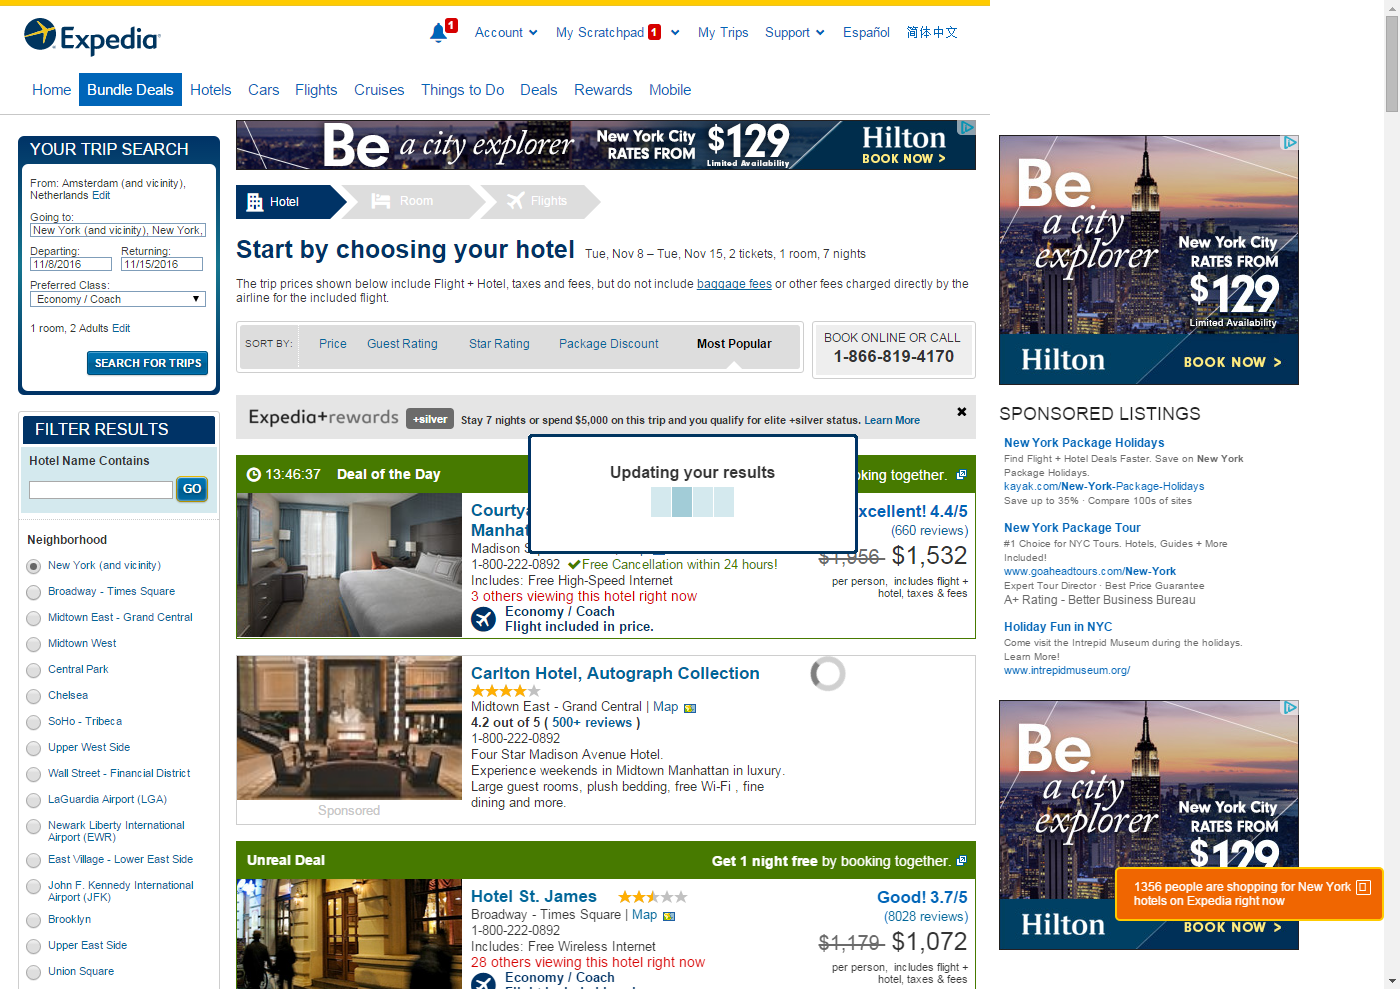 Expedia
1
Account
My Scratchpad 1
My Trips
Support
Español
简体中文
Home
Bundle Deals
Hotels
Cars
Flights
Cruises
Things to Do
Deals
Rewards
Mobile
YOUR TRIP SEARCH
From: Amsterdam (and vicinity),
Netherlands Edit
Going to:
New York (and vicinity), New York,
Departing:
Returning:
11/8/2016
11/15/2016
Preferred Class:
Economy / Coach
1 room, 2 Adults Edit
SEARCH FOR TRIPS
FILTER RESULTS
Hotel Name Contains
GO
Neighborhood
New York (and vicinity)
Broadway - Times Square
Midtown East - Grand Central
Midtown West
Central Park
Chelsea
SoHo - Tribeca
Upper West Side
Wall Street - Financial District
LaGuardia Airport (LGA)
Newark Liberty International
Airport (EWR)
East Village - Lower East Side
John F. Kennedy International
Airport (JFK)
Brooklyn
Upper East Side
Union Square
Be a city explorer
New York City
RATES FROM
$129
Limited Availability
Hilton
BOOK NOW >
Hotel
Room
Flights
Start by choosing your hotel
Tue, Nov 8 – Tue, Nov 15, 2 tickets, 1 room, 7 nights
The trip prices shown below include Flight + Hotel, taxes and fees, but do not include baggage fees or other fees charged directly by the
airline for the included flight.
SORT BY:
Price
Guest Rating
Star Rating
Package Discount
Most Popular
BOOK ONLINE OR CALL
1-866-819-4170
Expedia+rewards
+silver
Stay 7 nights or spend $5,000 on this trip and you qualify for elite +silver status. Learn More
Updating your results
13:46:37
Deal of the Day
oking together.
Courtya
Manhat
xcellent! 4.4/5
(660 reviews)
Madison S
$1,956 $1,532
1-800-222-0892
Free Cancellation within 24 hours!
Includes: Free High-Speed Internet
3 others viewing this hotel right now
per person, includes flight +
hotel, taxes & fees
Economy / Coach
Flight included in price.
Carlton Hotel, Autograph Collection
Midtown East - Grand Central | Map
4.2 out of 5 ( 500+ reviews )
1-800-222-0892
Four Star Madison Avenue Hotel.
Experience weekends in Midtown Manhattan in luxury.
Large guest rooms, plush bedding, free Wi-Fi , fine
dining and more.
Sponsored
Unreal Deal
Get 1 night free by booking together.
Hotel St. James
Good! 3.7/5
Broadway - Times Square | Map
(8028 reviews)
1-800-222-0892
$1,179 $1,072
Includes: Free Wireless Internet
28 others viewing this hotel right now
per person, includes flight +
hotel, taxes & fees
Economy / Coach
Be
a city
explorer
New York City
RATES FROM
$129
Limited Availability
Hilton
BOOK NOW >
SPONSORED LISTINGS
New York Package Holidays
Find Flight + Hotel Deals Faster. Save on New York
Package Holidays.
kayak.com/New-York-Package-Holidays
Save up to 35% · Compare 100s of sites
New York Package Tour
#1 Choice for NYC Tours. Hotels, Guides + More
Included!
www.goaheadtours.com/New-York
Expert Tour Director · Best Price Guarantee
A+ Rating - Better Business Bureau
Holiday Fun in NYC
Come visit the Intrepid Museum during the holidays.
Learn More!
www.intrepidmuseum.org/
Be
a city
explorer
New York City
RATES FROM
$129
1356 people are shopping for New York
hotels on Expedia right now
Hilton
BOOK NOW >